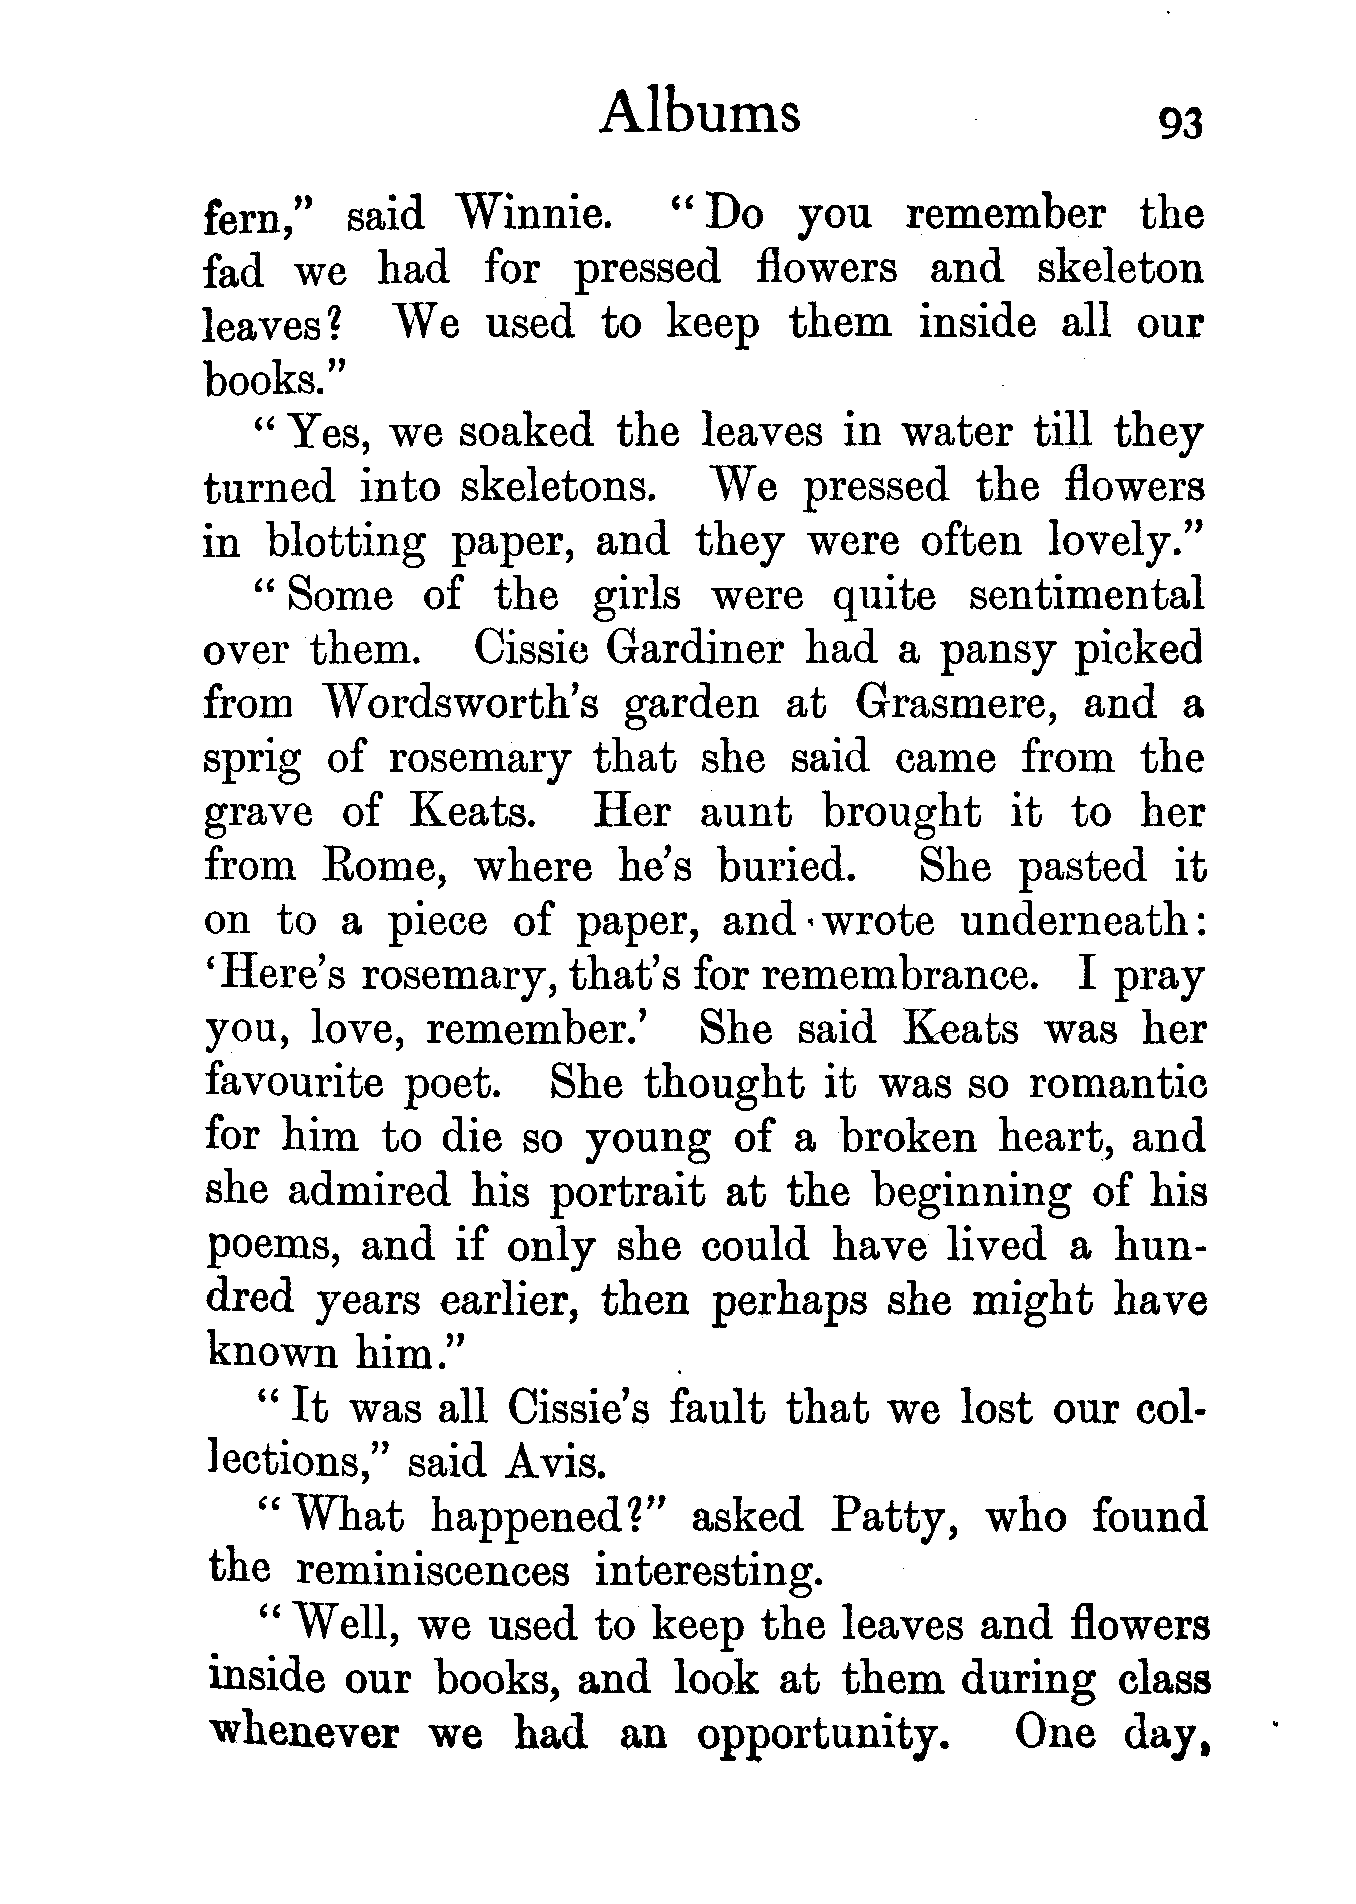 Albums 93
fern,” said Winnie. “Do you remember the
fad we had for pressed flowers and skeleton
leaves? We used to keep them inside all our
books.”
“Yes, we soaked the leaves in water till they
turned into skeletons. We pressed the flowers
in blotting paper, and they were often lovely.”
“Some of the girls were quite sentimental
over them. Cissie Gardiner had a pansy picked
from Wordsworth’s garden at Grasmere, and a
sprig of rosemary that she said came from the
grave of Keats. Her aunt brought it to her
from Rome, where he’s buried. She pasted it
on to a piece of paper, and wrote underneath:
‘Here’s rosemary, that’s for remembrance. I pray
you, love, remember.’ She said Keats was her
favourite poet. She thought it was so romantic
for him to die so young of a broken heart, and
she admired his portrait at the beginning of his
poems, and if only she could have lived a hun-
dred years earlier, then perhaps she might have
known him.”
“It was all Cissie’s fault that we lost our col-
lections,” said Avis.
“What happened?” asked Patty, who found
the reminiscences interesting.
“Well, we used to keep the leaves and flowers
inside our books, and look at them during class
whenever we had an opportunity. One day,